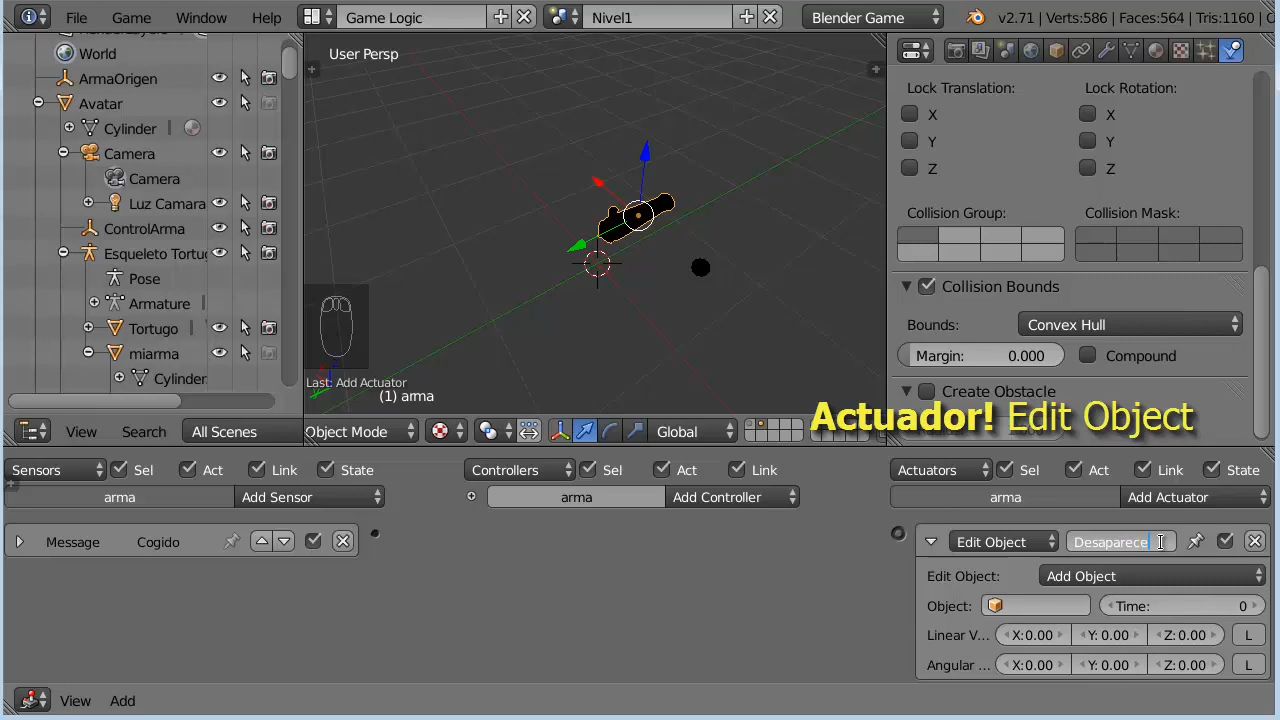 File Game Window Help Game Logic Nivel1 Blender Game v2.71 | Verts:586 | Faces:564 | Tris:1160 |
World
ArmaOrigen
Avatar
Cylinder
Camera
Camera
Luz Camara
ControlArma
Esqueleto Tortug
Pose
Armature
Tortugo
miarma
Cylinder
View Search All Scenes
User Persp
Last: Add Actuator
(1) arma
Object Mode Global
Lock Translation: Lock Rotation:
X X
Y Y
Z Z
Collision Group: Collision Mask:
Collision Bounds
Bounds: Convex Hull
Margin: 0.000 Compound
Create Obstacle
Actuador! Edit Object
Sensors Sel Act Link State Controllers Sel Act Link Actuators Sel Act Link State
arma Add Sensor arma Add Controller arma Add Actuator
Message Cogido Edit Object Desaparece
Edit Object: Add Object
Object: Time: 0
Linear V... X:0.00 Y: 0.00 Z: 0.00 L
Angular ... X:0.00 Y: 0.00 Z: 0.00 L
View Add